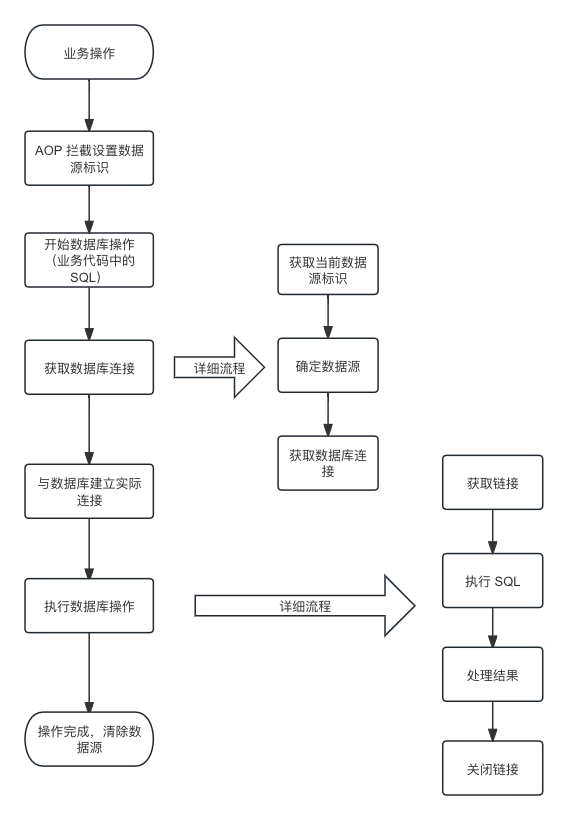 业务操作
AOP 拦截设置数据
源标识
开始数据库操作
（业务代码中的
SQL）
获取数据库连接
详细流程
获取当前数据
源标识
确定数据源
获取数据库连
接
与数据库建立实际
连接
执行数据库操作
详细流程
获取链接
执行 SQL
处理结果
关闭链接
操作完成，清除数
据源